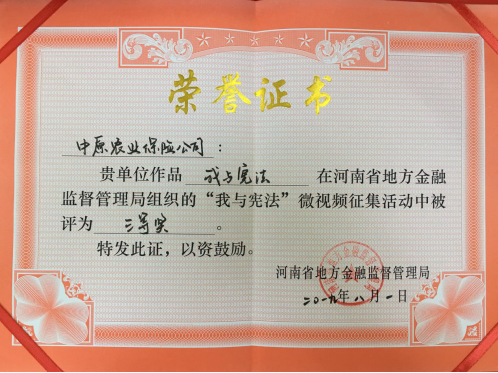 荣誉证书
中原农业保险公司：
贵单位作品 我与宪法 在河南省地方金融
监督管理局组织的“我与宪法”微视频征集活动中被
评为 三等奖 。
特发此证，以资鼓励。
河南省地方金融监督管理局
二〇一九年八月一日